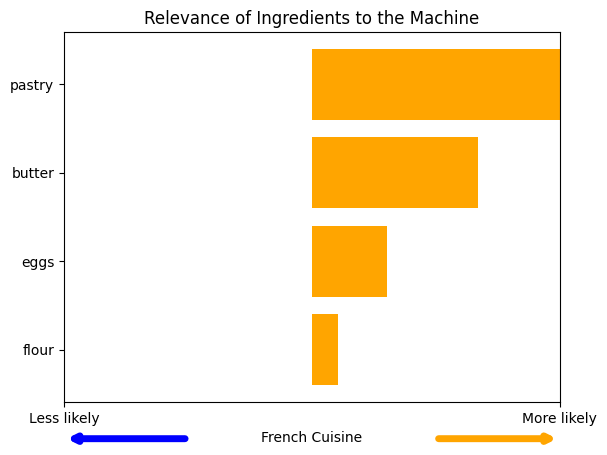 Relevance of Ingredients to the Machine
pastry
butter
eggs
flour
Less likely
More likely
French Cuisine